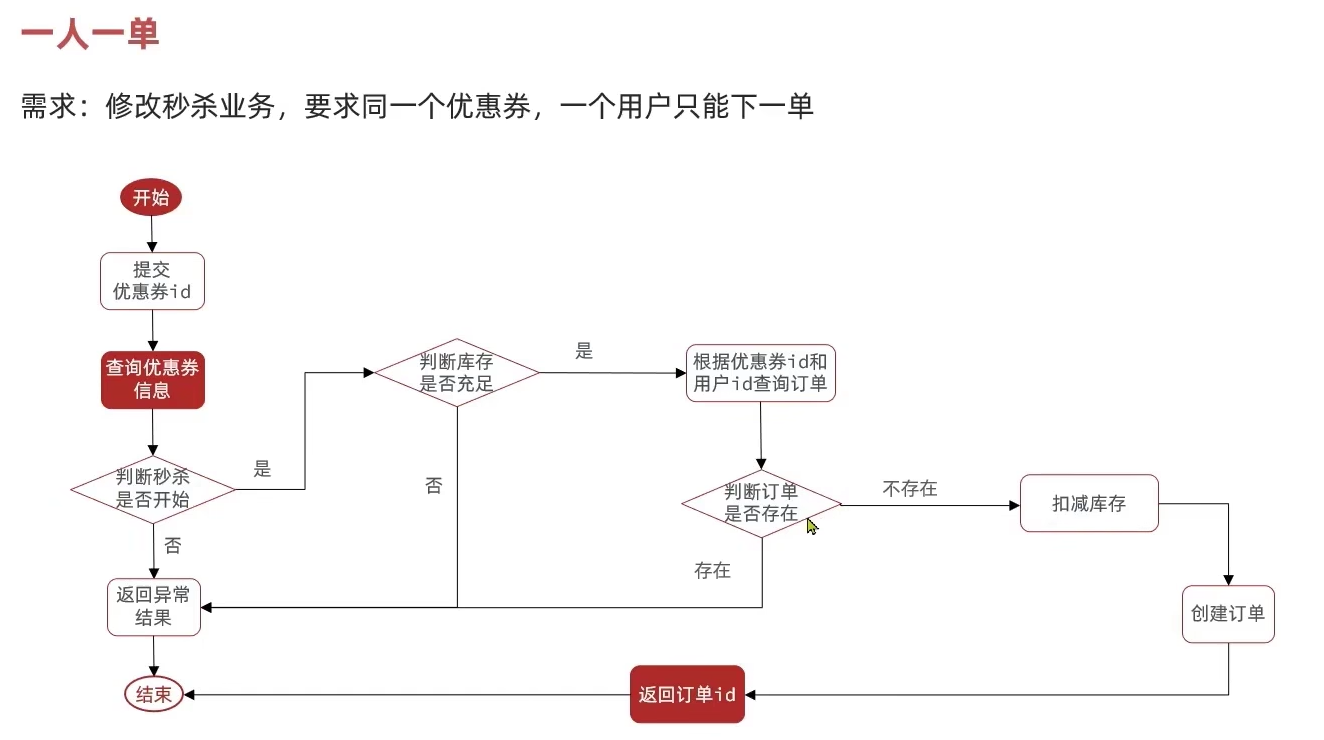 一人一单
需求：修改秒杀业务，要求同一个优惠券，一个用户只能下一单
开始
提交
优惠券id
查询优惠券
信息
判断秒杀
是否开始
是
否
返回异常
结果
结束
判断库存
是否充足
是
否
根据优惠券id和
用户id查询订单
判断订单
是否存在
不存在
存在
扣减库存
创建订单
返回订单id